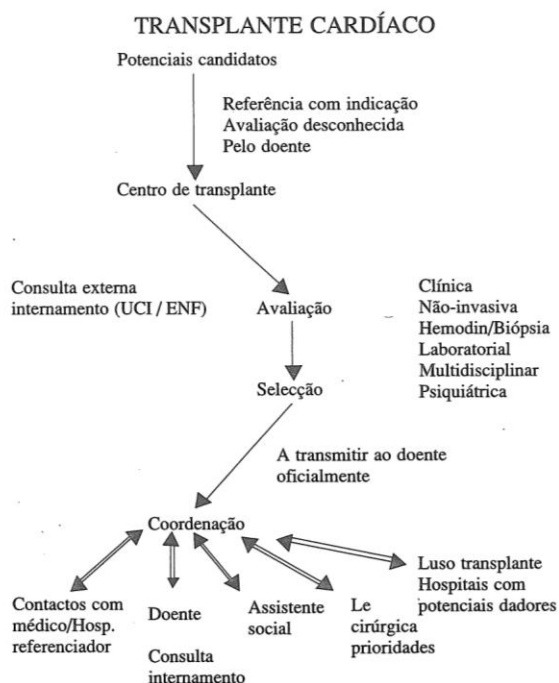 TRANSPLANTE CARDÍACO
Potenciais candidatos
Referência com indicação
Avaliação desconhecida
Pelo doente
Centro de transplante
Consulta externa
internamento (UCI / ENF)
Avaliação
Clínica
Não-invasiva
Hemodin/Biópsia
Laboratorial
Multidisciplinar
Psiquiátrica
Selecção
A transmitir ao doente
oficialmente
Coordenação
Contactos com
médico/Hosp.
referenciador
Doente
Consulta
internamento
Assistente
social
Le
cirúrgica
prioridades
Luso transplante
Hospitais com
potenciais dadores